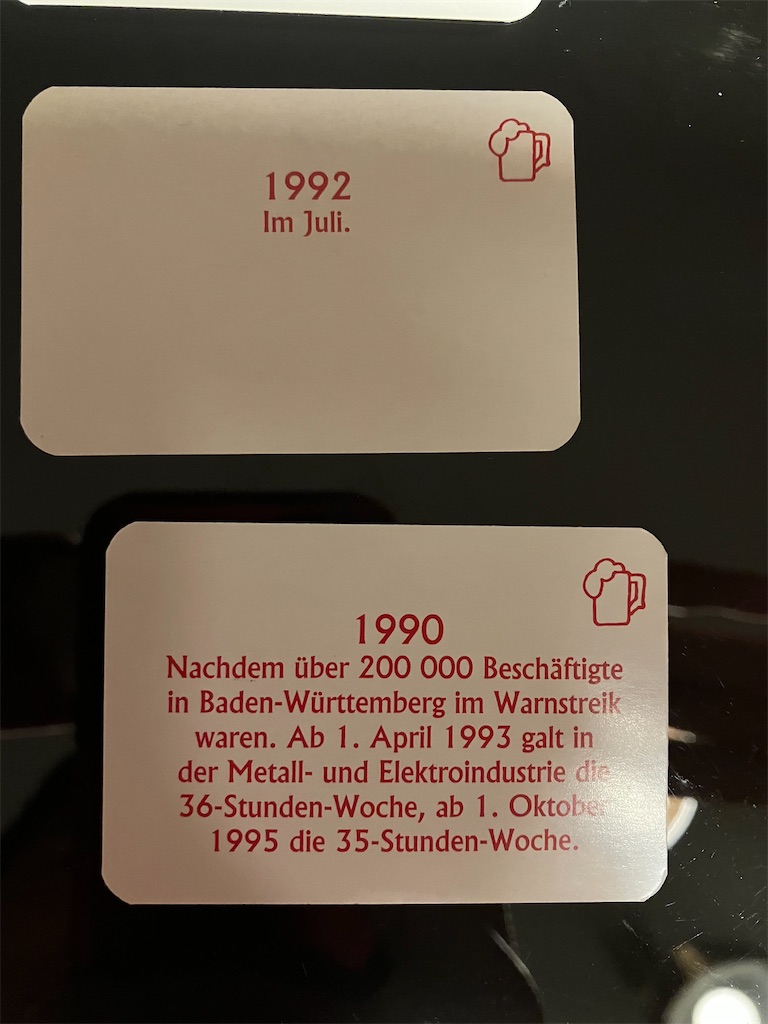 1992
Im Juli.
1990
Nachdem über 200 000 Beschäftigte
in Baden-Württemberg im Warnstreik
waren. Ab 1. April 1993 galt in
der Metall- und Elektroindustrie die
36-Stunden-Woche, ab 1. Oktober
1995 die 35-Stunden-Woche.